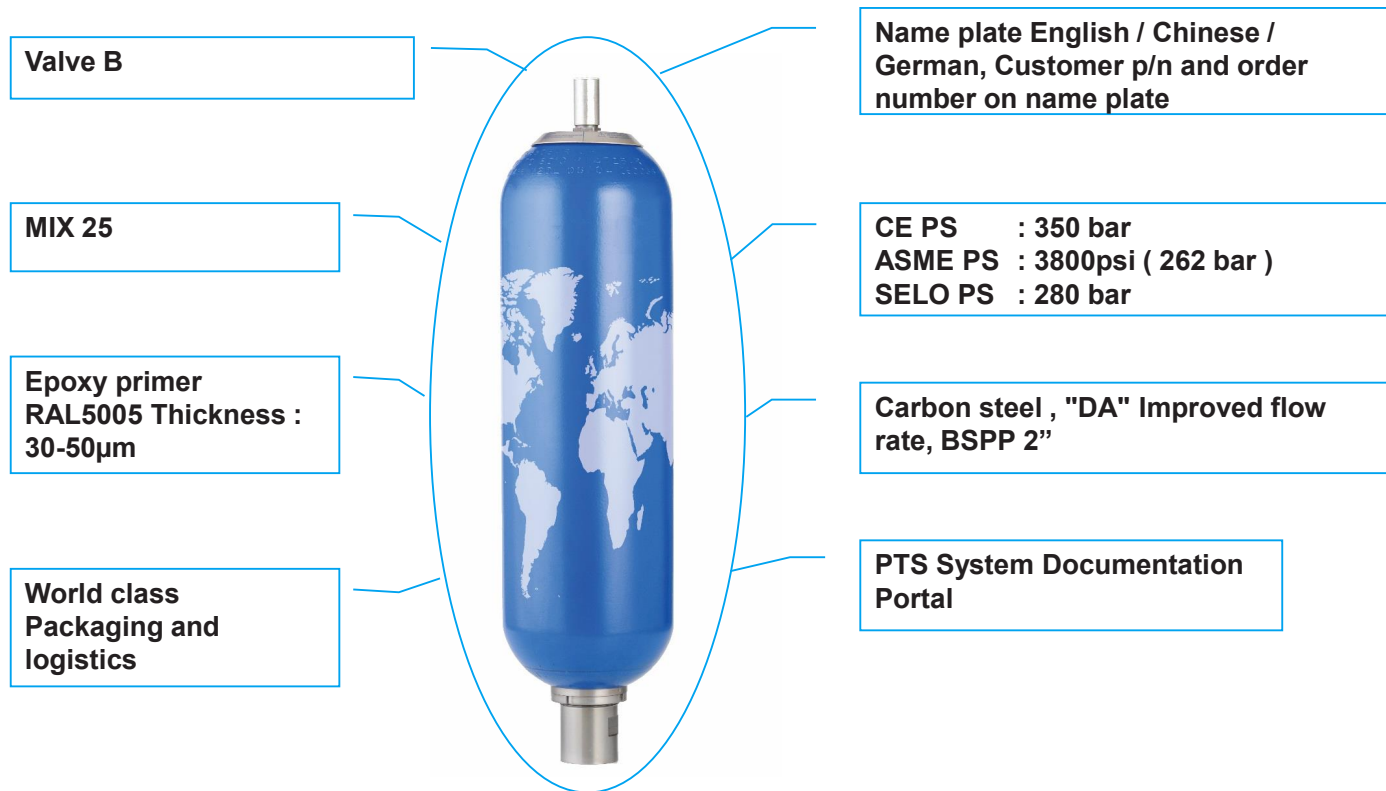 Valve B
Name plate English / Chinese /
German, Customer p/n and order
number on name plate
MIX 25
CE PS : 350 bar
ASME PS : 3800psi ( 262 bar )
SELO PS : 280 bar
Epoxy primer
RAL5005 Thickness :
30-50µm
Carbon steel , "DA" Improved flow
rate, BSPP 2”
World class
Packaging and
logistics
PTS System Documentation
Portal